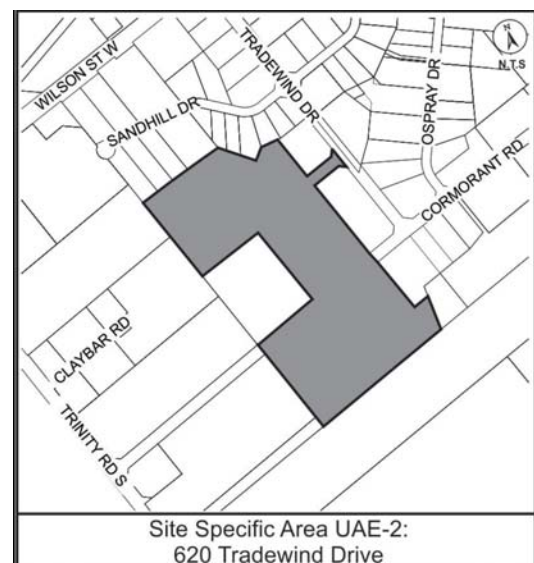 N
N.T.S
WILSON ST W
TRADEWIND DR
SANDHILL DR
OSPRAY DR
CORMORANT RD
CLAYBAR RD
TRINITY RD S
Site Specific Area UAE-2:
620 Tradewind Drive